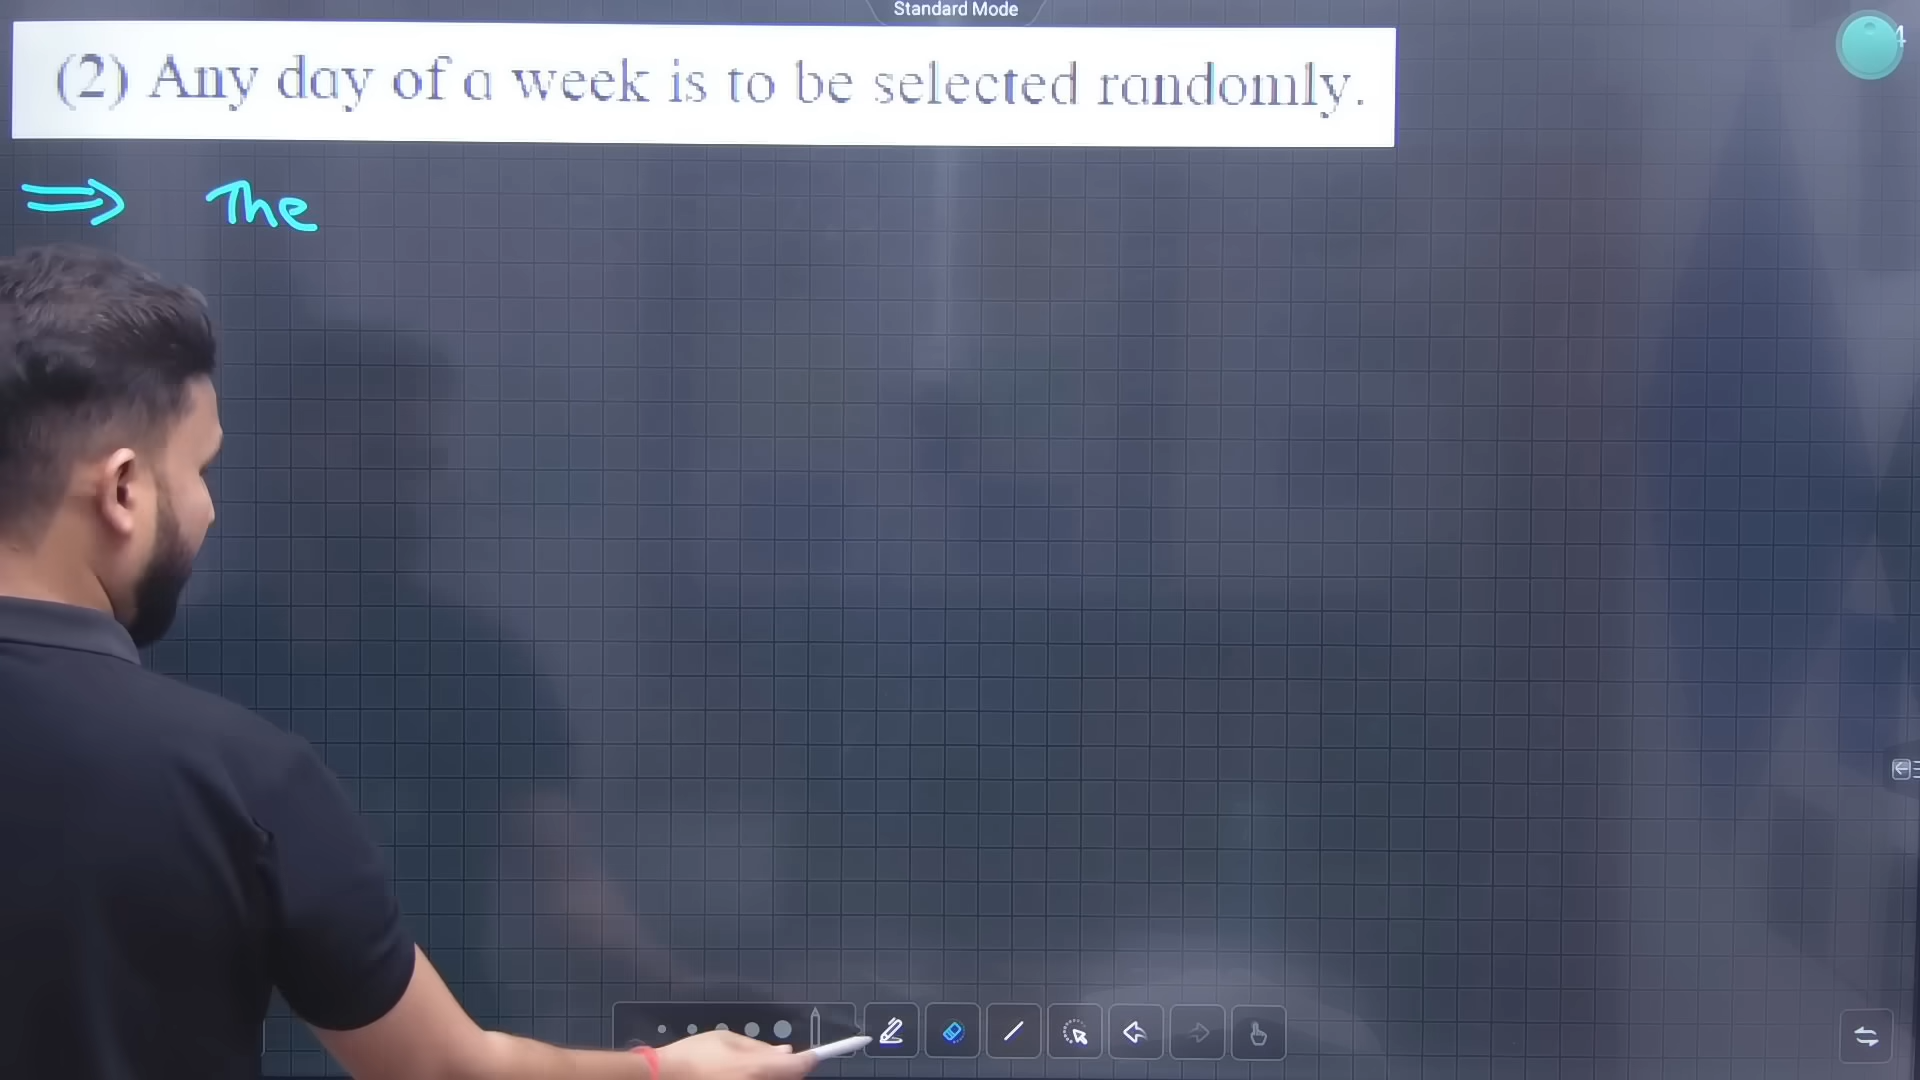 Standard Mode
(2) Any day of a week is to be selected randomly.
⇒ The